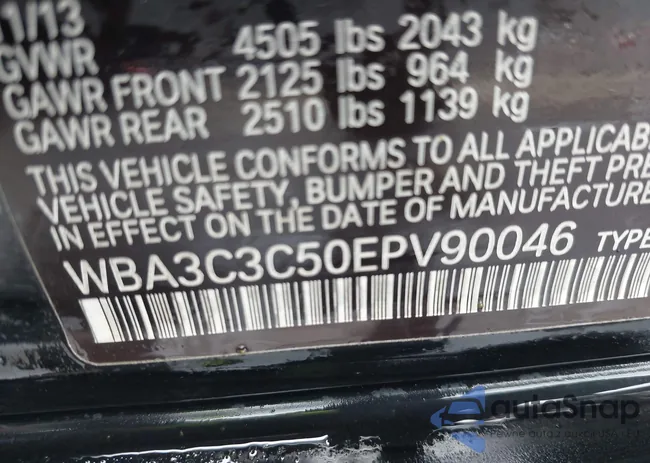 1/13
GVWR 4505 lbs 2043 kg
GAWR FRONT 2125 lbs 964 kg
GAWR REAR 2510 lbs 1139 kg
THIS VEHICLE CONFORMS TO ALL APPLICAB
VEHICLE SAFETY, BUMPER AND THEFT PRE
IN EFFECT ON THE DATE OF MANUFACTURE
WBA3C3C50EPV90046 TYPE
autoSnap